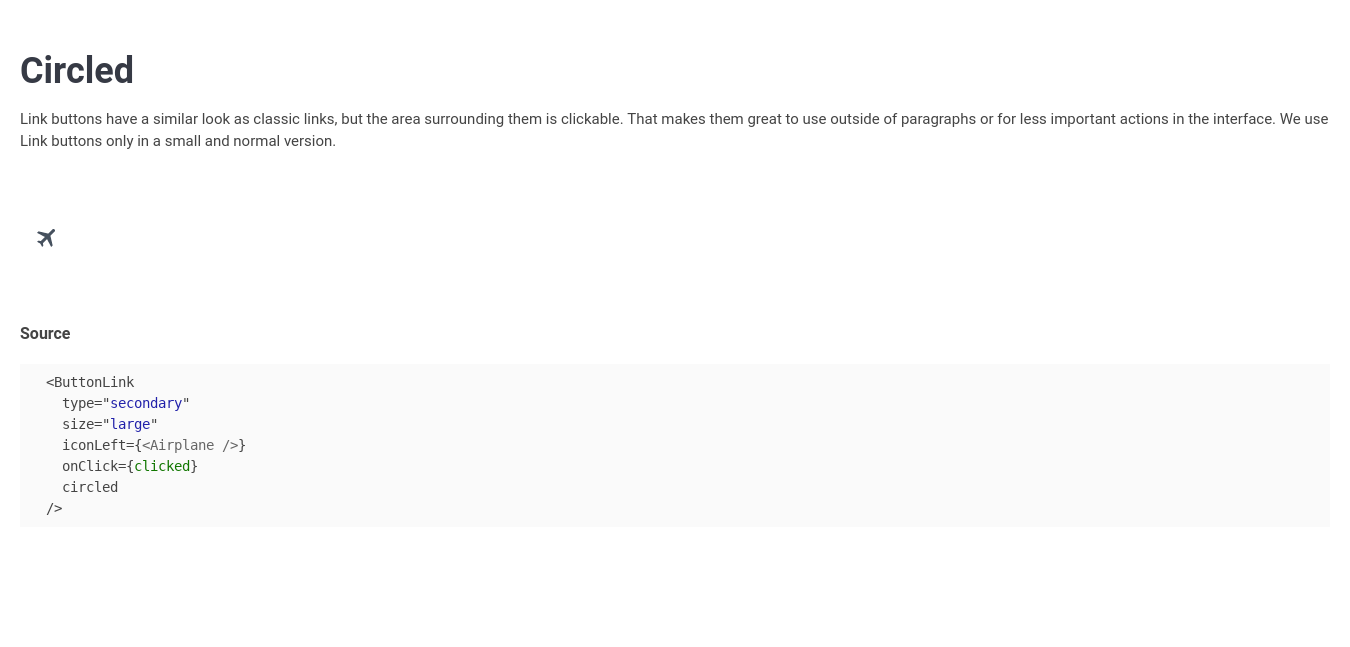 Circled
Link buttons have a similar look as classic links, but the area surrounding them is clickable. That makes them great to use outside of paragraphs or for less important actions in the interface. We use
Link buttons only in a small and normal version.
Source
<ButtonLink
  type="secondary"
  size="large"
  iconLeft={<Airplane />}
  onClick={clicked}
  circled
/>